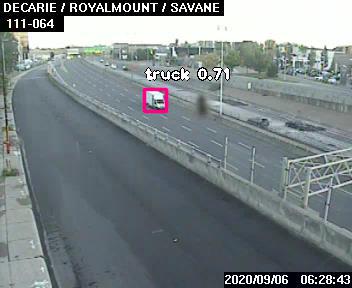 DECARIE / ROYALMOUNT / SAVANE
111-064
truck 0.71
2020/09/06 06:28:43